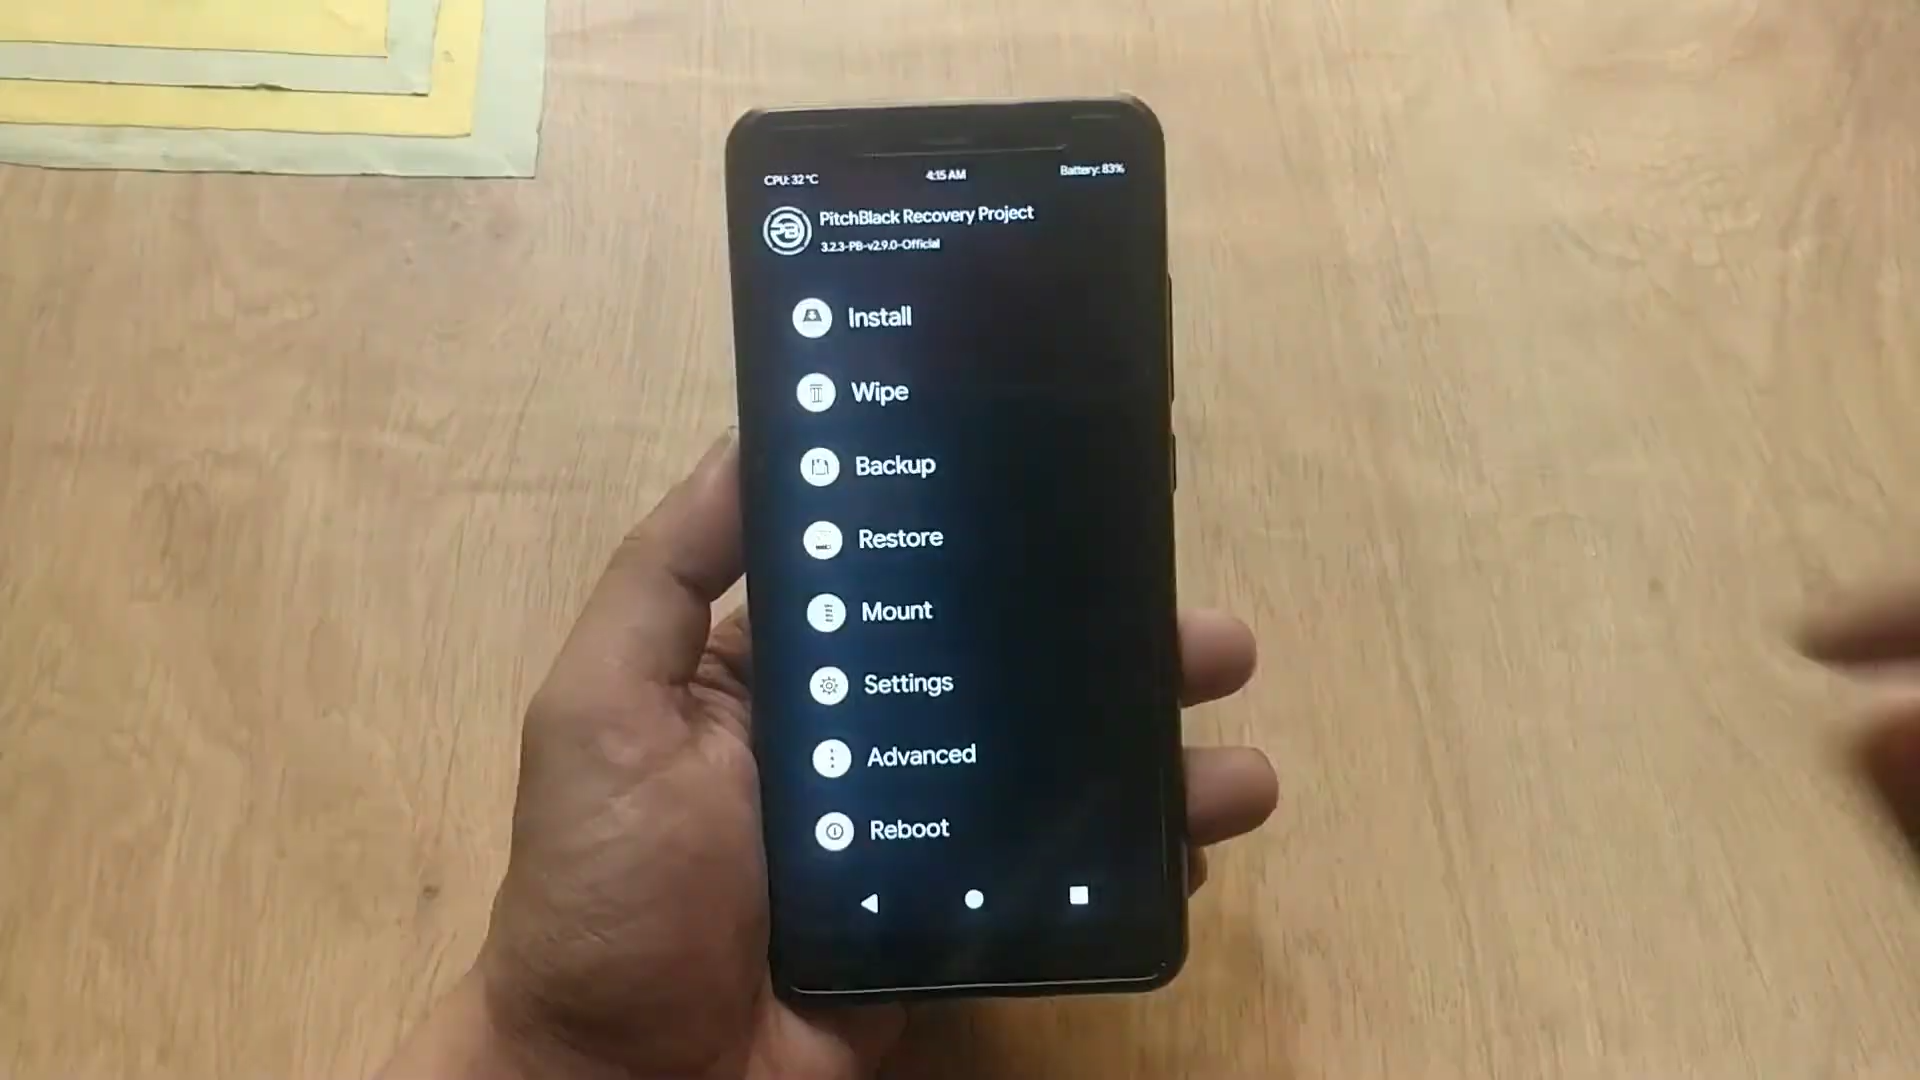 CPU: 32 °C
4:15 AM
Battery: 83%
PB
PitchBlack Recovery Project
3.2.3-PB-v2.9.0-Official
Install
Wipe
Backup
Restore
Mount
Settings
Advanced
Reboot